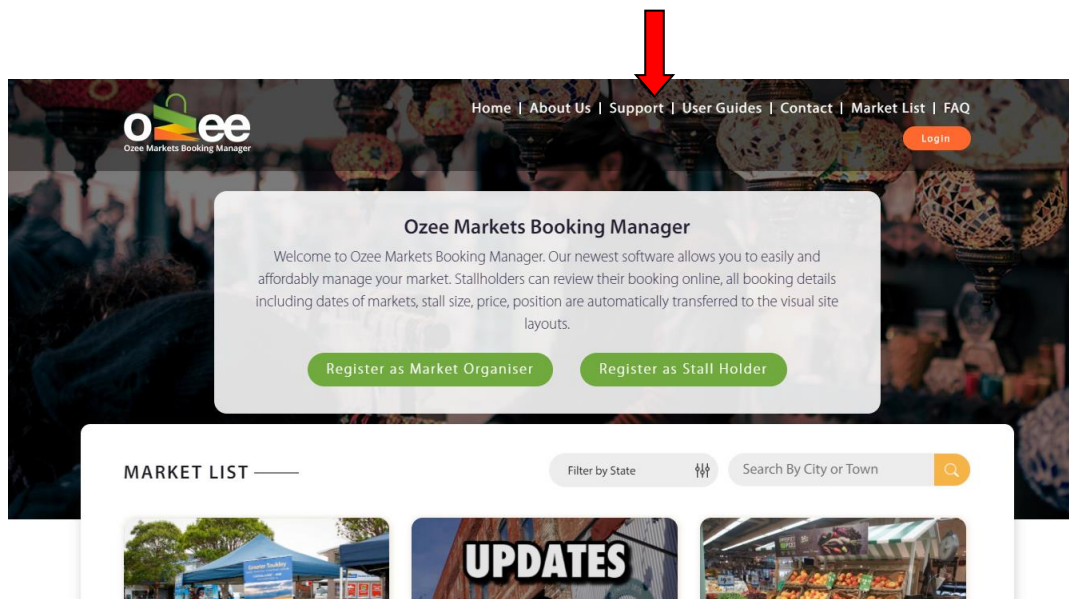 Home | About Us | Support | User Guides | Contact | Market List | FAQ
ozee
Ozee Markets Booking Manager
Login
Ozee Markets Booking Manager
Welcome to Ozee Markets Booking Manager. Our newest software allows you to easily and
affordably manage your market. Stallholders can review their booking online, all booking details
including dates of markets, stall size, price, position are automatically transferred to the visual site
layouts.
Register as Market Organiser
Register as Stall Holder
MARKET LIST
Filter by State
Search By City or Town
UPDATES